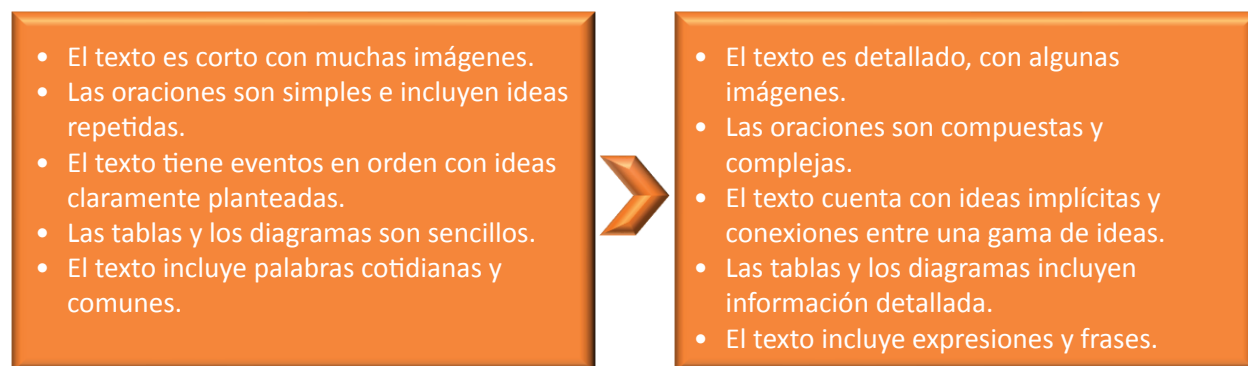 • El texto es corto con muchas imágenes.
• Las oraciones son simples e incluyen ideas
repetidas.
• El texto tiene eventos en orden con ideas
claramente planteadas.
• Las tablas y los diagramas son sencillos.
• El texto incluye palabras cotidianas y
comunes.
• El texto es detallado, con algunas
imágenes.
• Las oraciones son compuestas y
complejas.
• El texto cuenta con ideas implícitas y
conexiones entre una gama de ideas.
• Las tablas y los diagramas incluyen
información detallada.
• El texto incluye expresiones y frases.